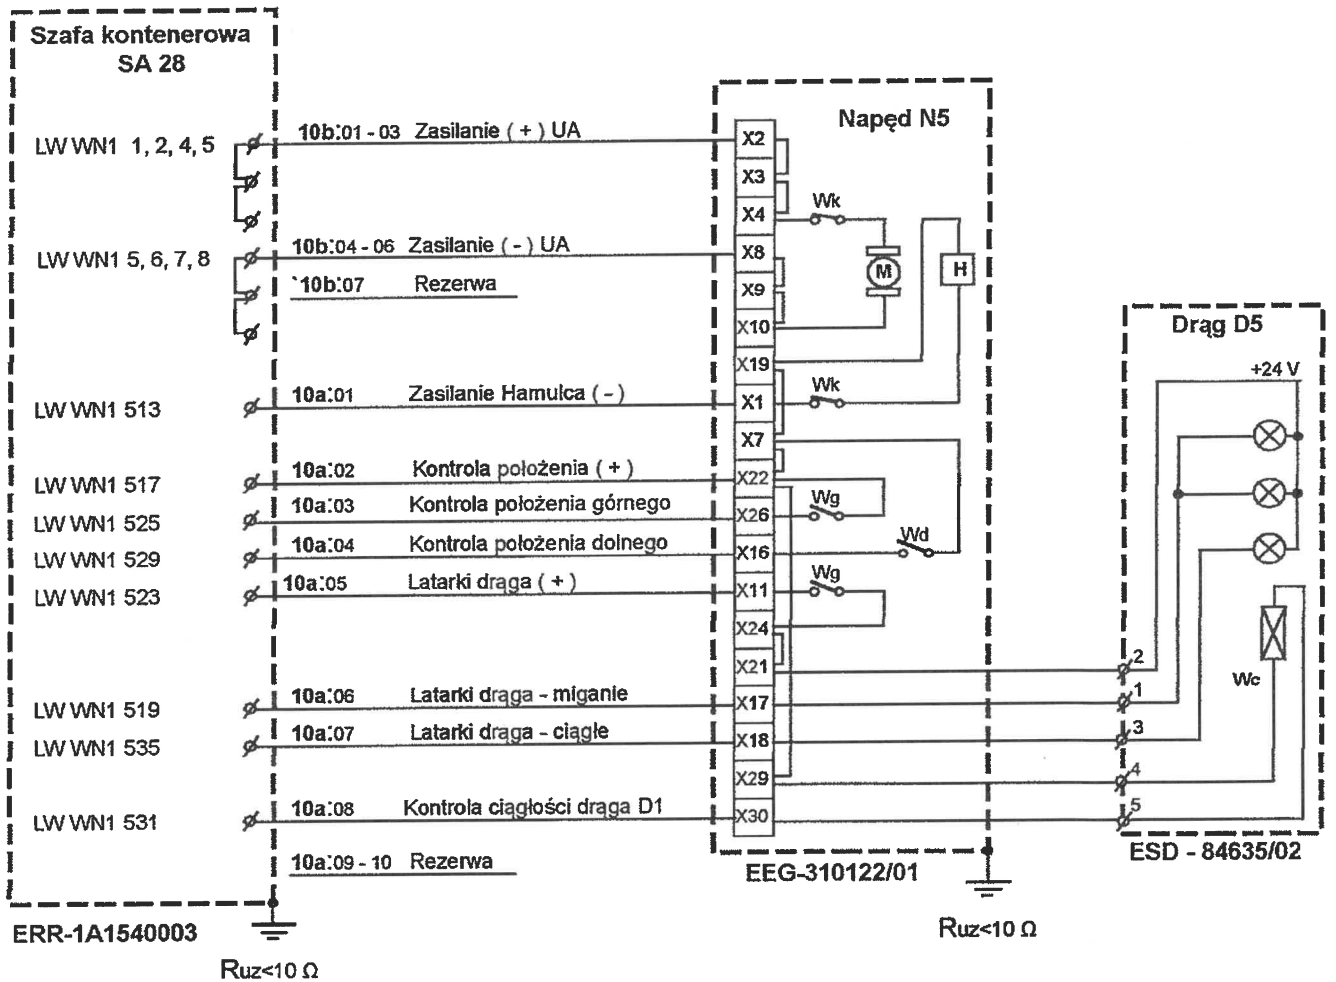 Szafa kontenerowa
SA 28
LW WN1 1, 2, 4, 5
10b:01 - 03 Zasilanie ( + ) UA
LW WN1 5, 6, 7, 8
10b:04 - 06 Zasilanie ( - ) UA
`10b:07 Rezerwa
LW WN1 513
10a:01 Zasilanie Hamulca ( - )
LW WN1 517
10a:02 Kontrola położenia ( + )
LW WN1 525
10a:03 Kontrola położenia górnego
LW WN1 529
10a:04 Kontrola położenia dolnego
LW WN1 523
10a:05 Latarki drąga ( + )
LW WN1 519
10a:06 Latarki drąga - miganie
LW WN1 535
10a:07 Latarki drąga - ciągłe
LW WN1 531
10a:08 Kontrola ciągłości drąga D1
10a:09 - 10 Rezerwa
ERR-1A1540003
Ruz<10 Ω
Napęd N5
X2
X3
X4
X8
X9
X10
X19
X1
X7
X22
X26
X16
X11
X24
X21
X17
X18
X29
X30
Wk
M
H
Wk
Wg
Wd
Wg
EEG-310122/01
Ruz<10 Ω
Drąg D5
+24 V
Wc
2
1
3
4
5
ESD - 84635/02